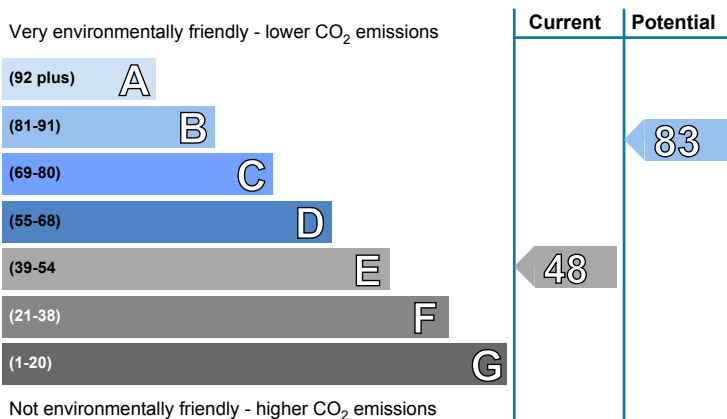 Very environmentally friendly - lower CO2 emissions
Current
Potential
(92 plus) A
(81-91) B
83
(69-80) C
(55-68) D
(39-54 E
48
(21-38) F
(1-20) G
Not environmentally friendly - higher CO2 emissions